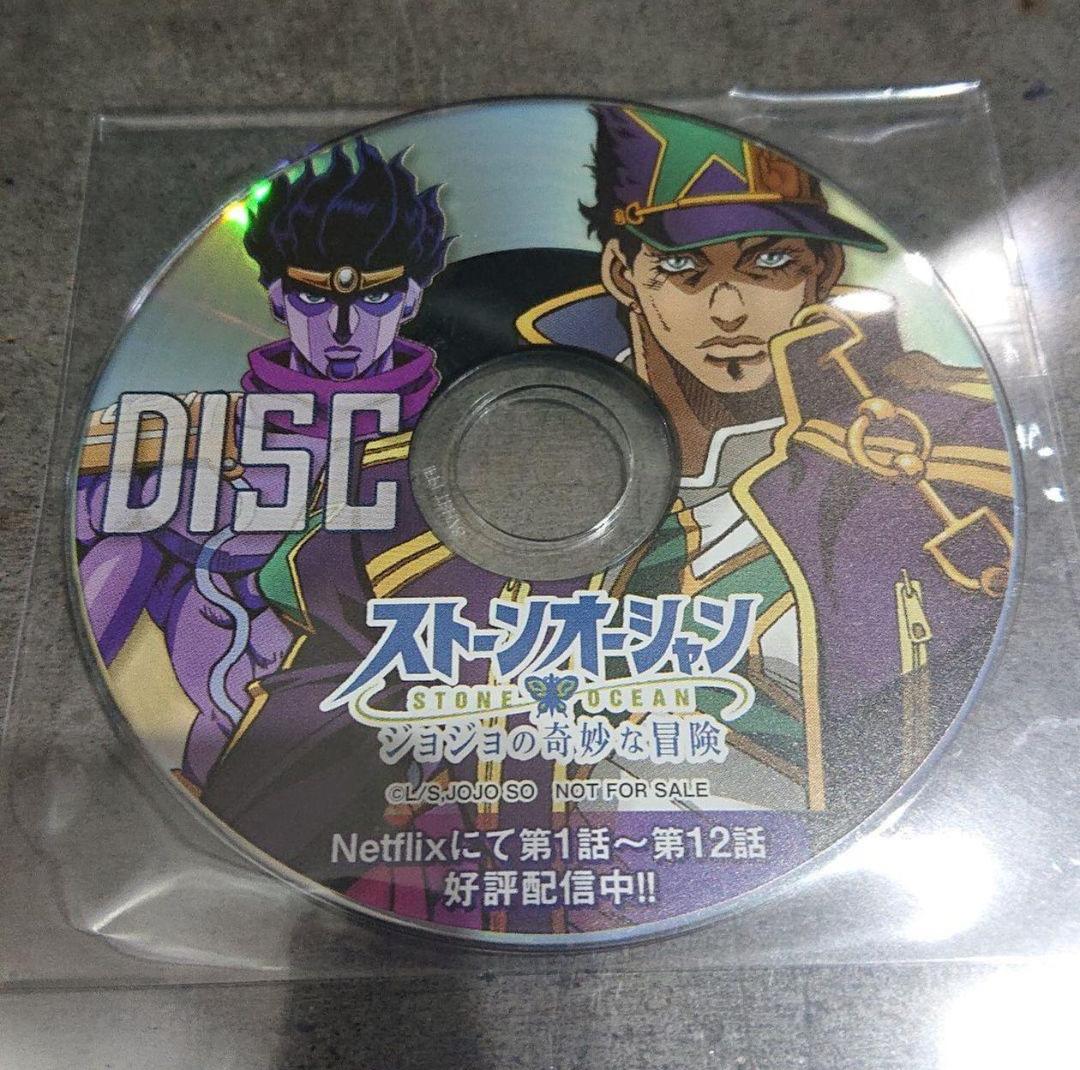 DISC
ストーンオーシャン
STONE OCEAN
ジョジョの奇妙な冒険
©L/S,JOJO SO NOT FOR SALE
Netflixにて第1話～第12話
好評配信中!!